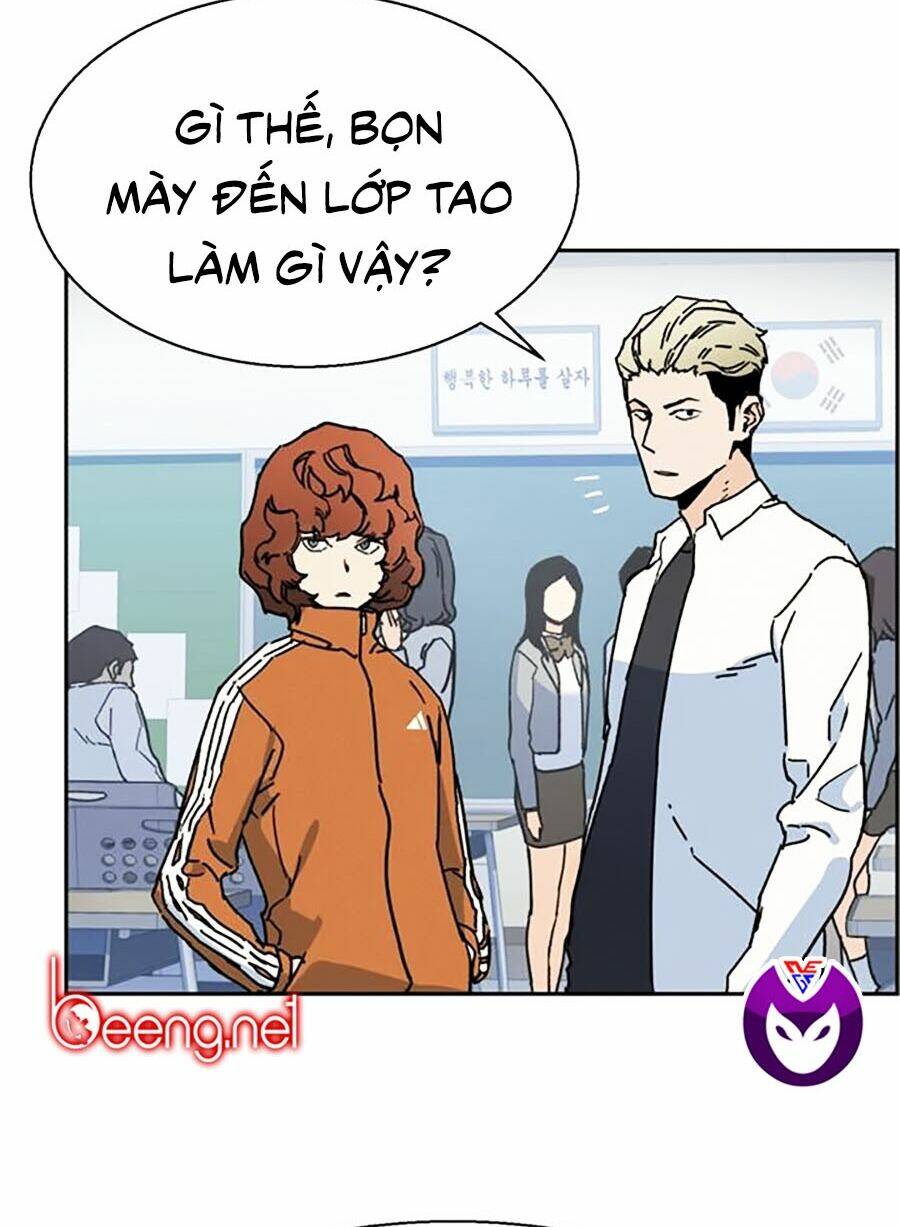 GÌ THẾ, BỌN
MÀY ĐẾN LỚP TAO
LÀM GÌ VẬY?
행복한 하루를 살자
beeng.net